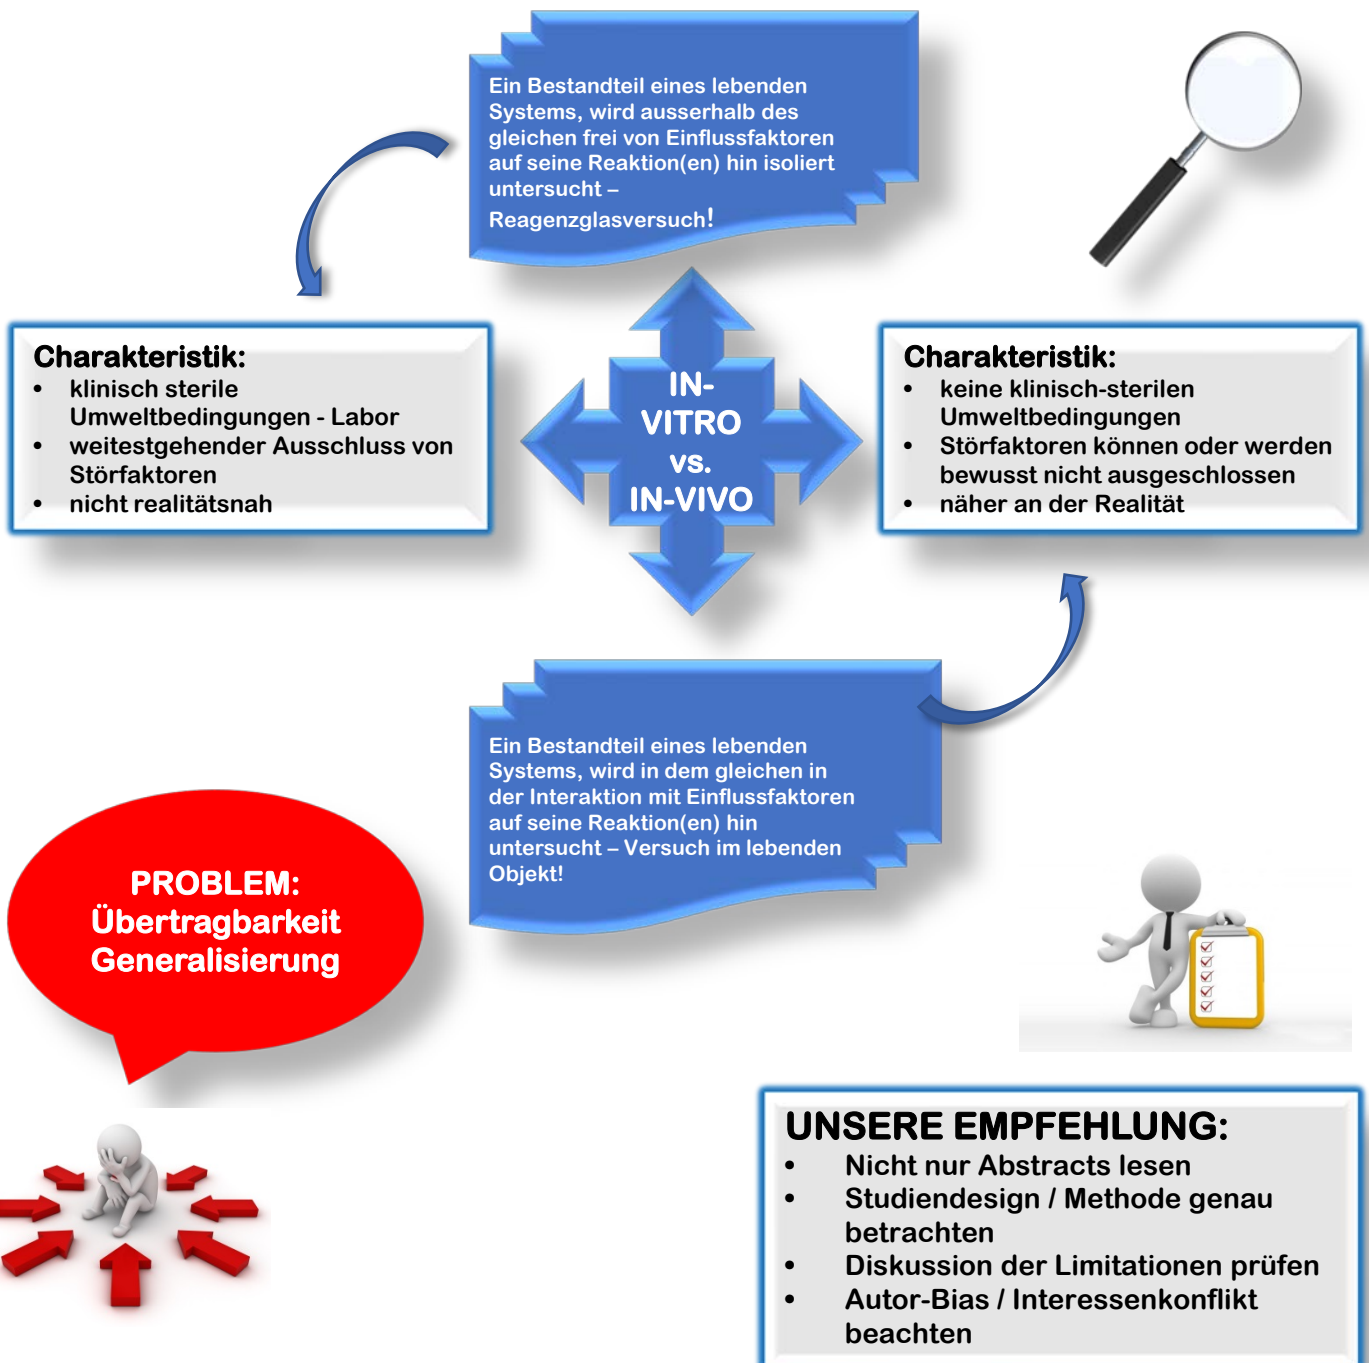 Ein Bestandteil eines lebenden
Systems, wird ausserhalb des
gleichen frei von Einflussfaktoren
auf seine Reaktion(en) hin isoliert
untersucht –
Reagenzglasversuch!
Charakteristik:
• klinisch sterile
Umweltbedingungen - Labor
• weitestgehender Ausschluss von
Störfaktoren
• nicht realitätsnah
IN-
VITRO
vs.
IN-VIVO
Charakteristik:
• keine klinisch-sterilen
Umweltbedingungen
• Störfaktoren können oder werden
bewusst nicht ausgeschlossen
• näher an der Realität
Ein Bestandteil eines lebenden
Systems, wird in dem gleichen in
der Interaktion mit Einflussfaktoren
auf seine Reaktion(en) hin
untersucht – Versuch im lebenden
Objekt!
PROBLEM:
Übertragbarkeit
Generalisierung
UNSERE EMPFEHLUNG:
• Nicht nur Abstracts lesen
• Studiendesign / Methode genau
betrachten
• Diskussion der Limitationen prüfen
• Autor-Bias / Interessenkonflikt
beachten